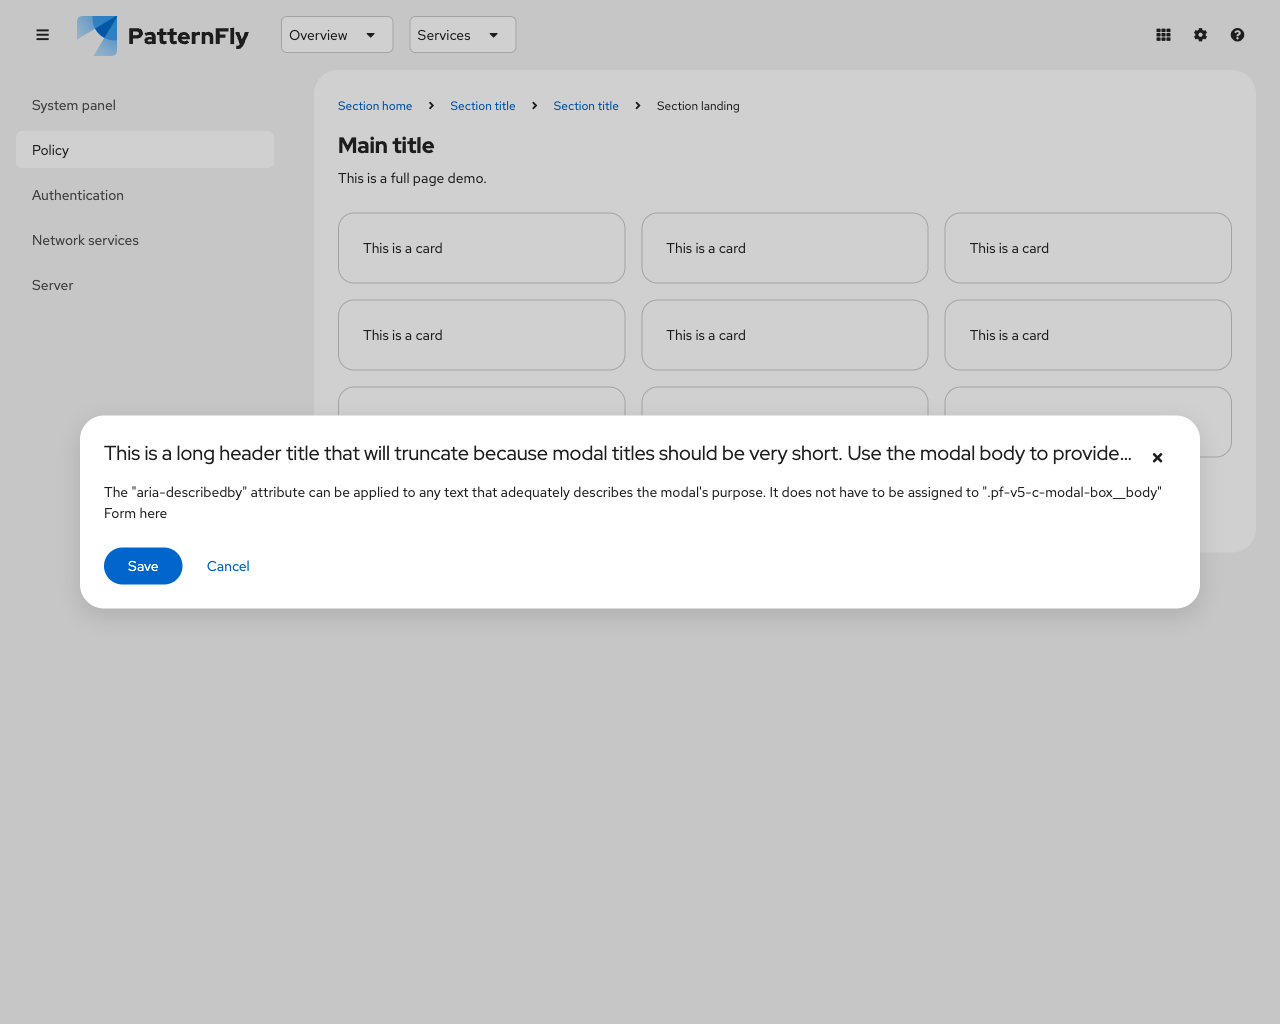 PatternFly
Overview
Services
System panel
Policy
Authentication
Network services
Server
Section home
Section title
Section title
Section landing
Main title
This is a full page demo.
This is a card
This is a card
This is a card
This is a card
This is a card
This is a card
This is a long header title that will truncate because modal titles should be very short. Use the modal body to provide...
The "aria-describedby" attribute can be applied to any text that adequately describes the modal's purpose. It does not have to be assigned to ".pf-v5-c-modal-box__body"
Form here
Save
Cancel